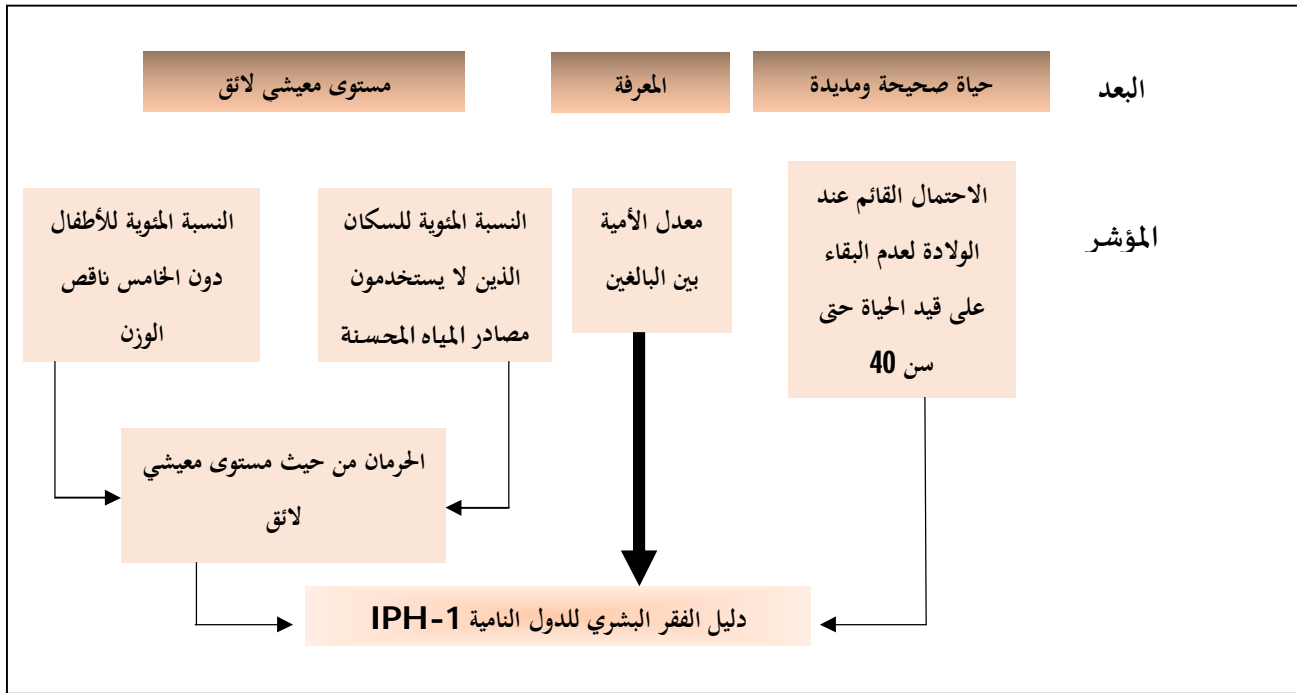 البعد
حياة صحيحة ومديدة
المعرفة
مستوى معيشي لائق
المؤشر
الاحتمال القائم عند
الولادة لعدم البقاء
على قيد الحياة حتى
سن 40
معدل الأمية
بين البالغين
النسبة المئوية للسكان
الذين لا يستخدمون
مصادر المياه المحسنة
النسبة المئوية للأطفال
دون الخامس ناقص
الوزن
الحرمان من حيث مستوى معيشي
لائق
دليل الفقر البشري للدول النامية IPH-1